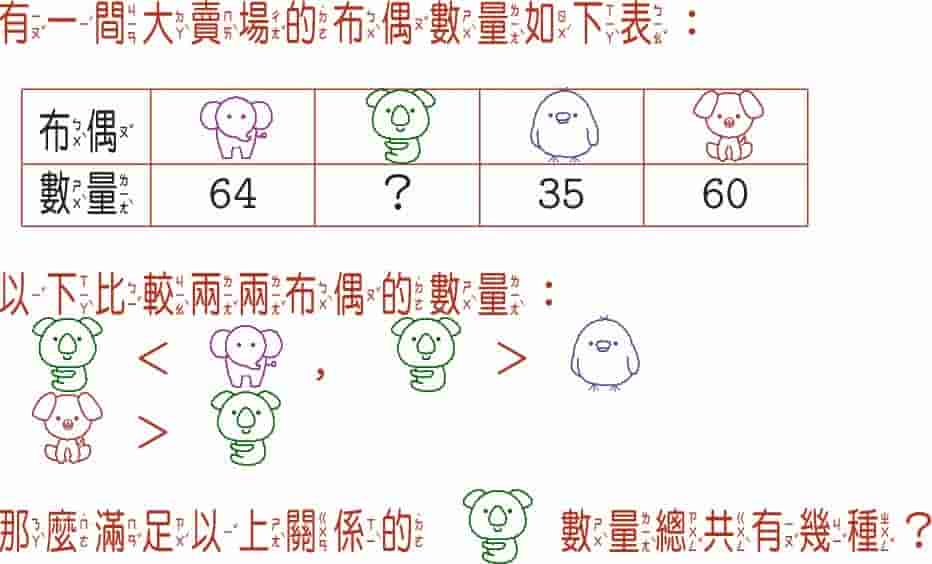 有一間大賣場的布偶數量如下表：
布偶
數量 64 ? 35 60
以下比較兩兩布偶的數量：
< , >
>
那麼滿足以上關係的 數量總共有幾種？